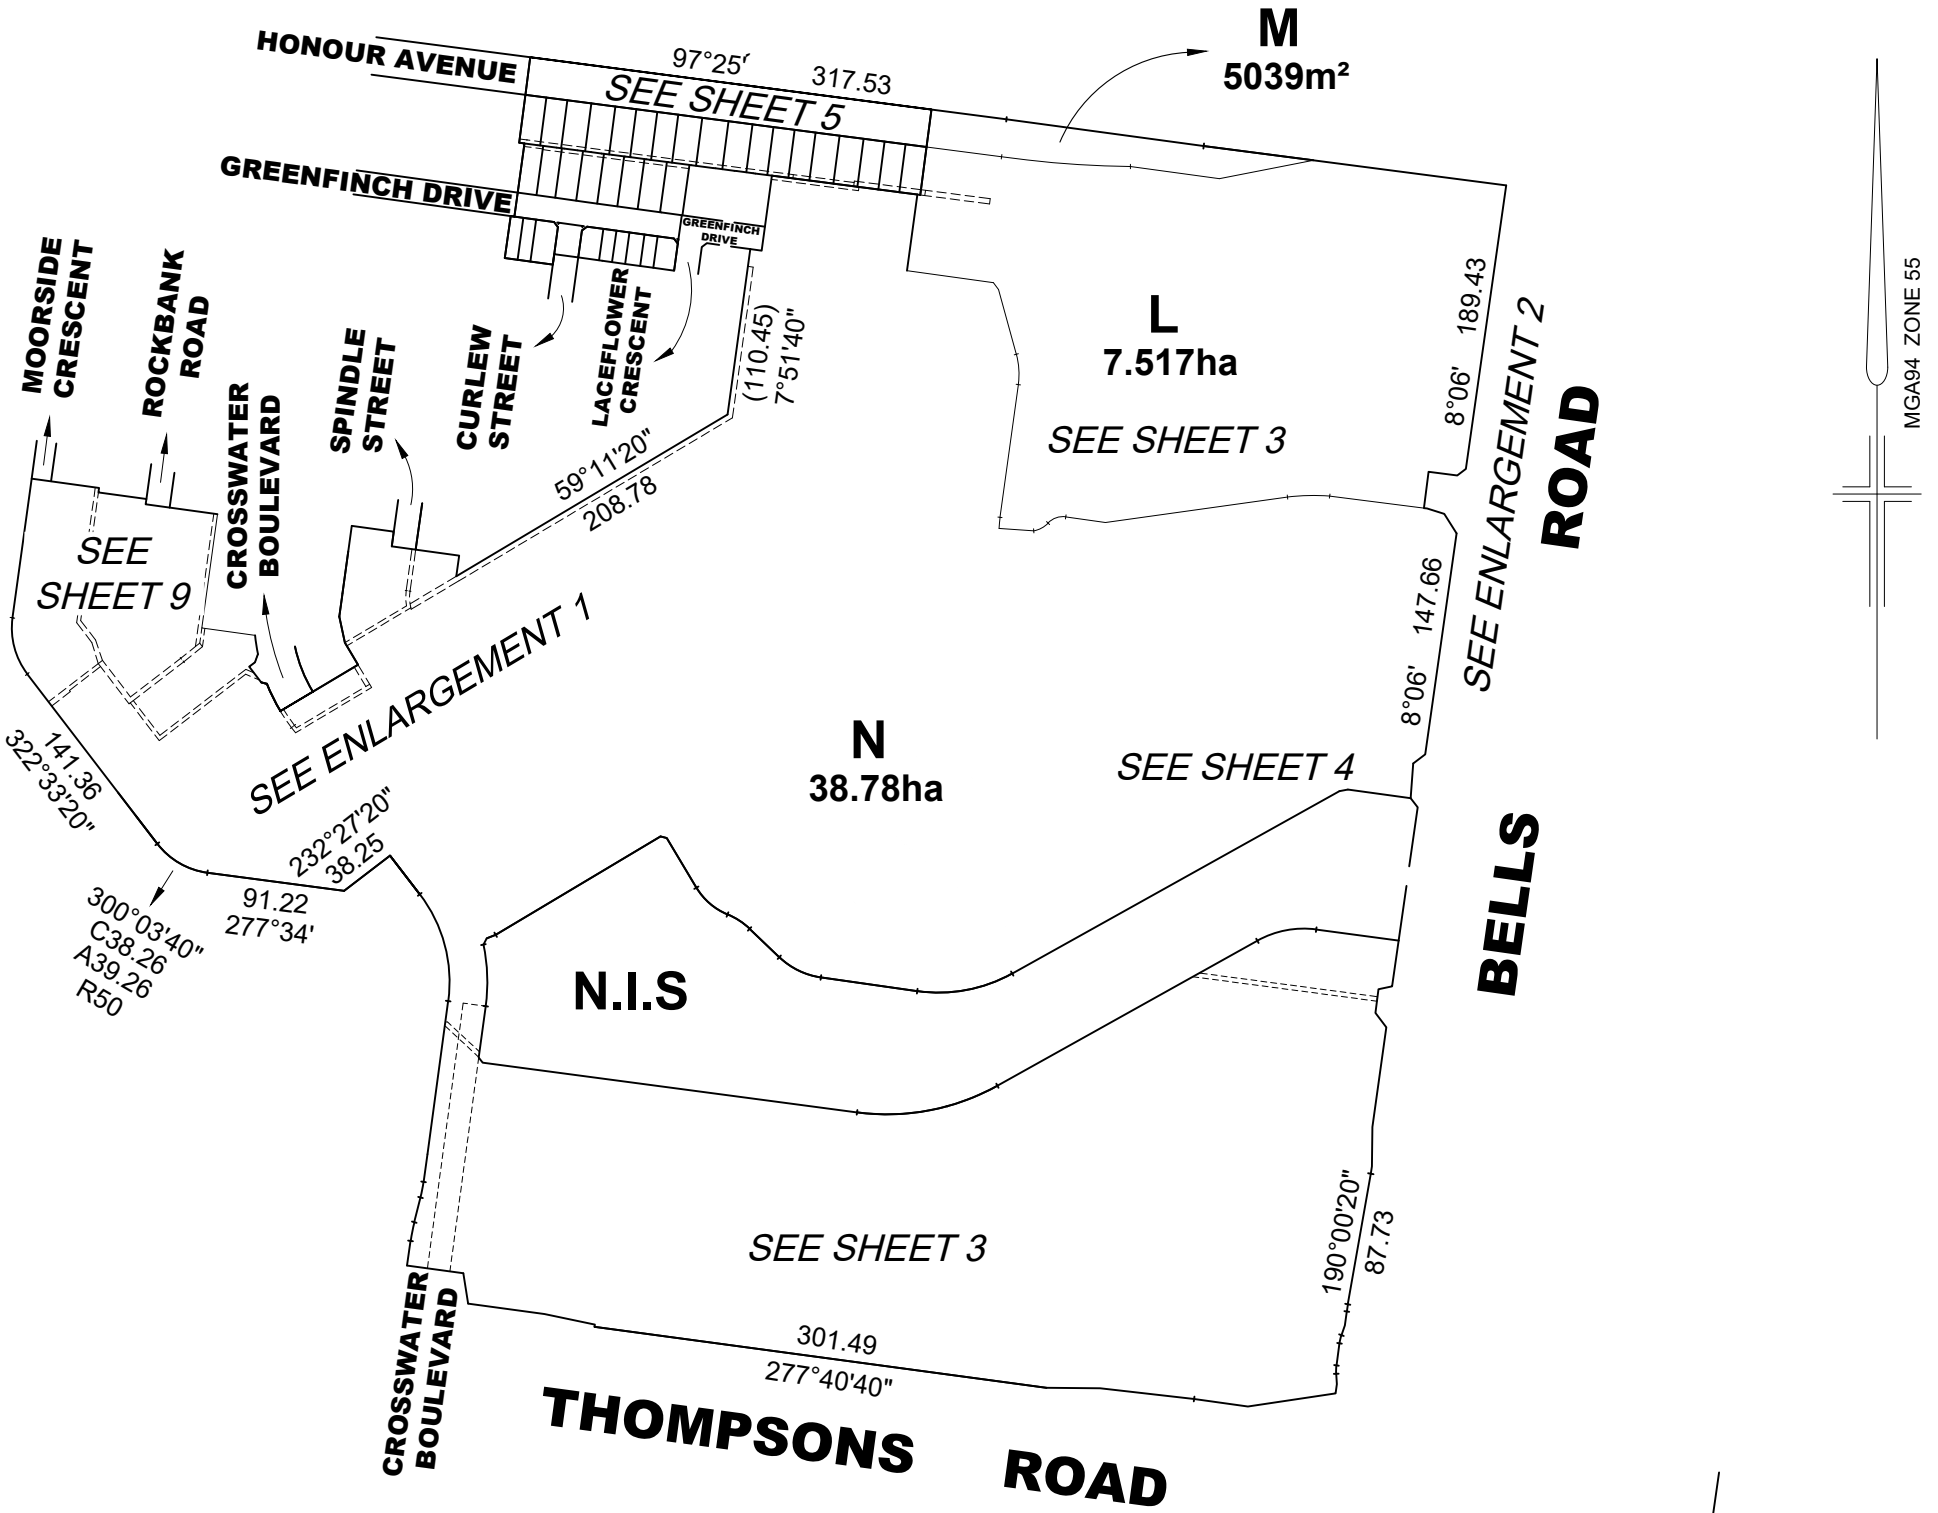 M
5039m²
HONOUR AVENUE
97°25'
317.53
SEE SHEET 5
GREENFINCH DRIVE
GREENFINCH
DRIVE
MOORSIDE
CRESCENT
ROCKBANK
ROAD
CROSSWATER
BOULEVARD
SPINDLE
STREET
CURLEW
STREET
LACEFLOWER
CRESCENT
(110.45)
7°51'40"
L
7.517ha
SEE SHEET 3
189.43
8°06'
SEE ENLARGEMENT 2
ROAD
MGA94 ZONE 55
59°11'20"
208.78
SEE
SHEET 9
SEE ENLARGEMENT 1
147.66
8°06'
N
38.78ha
SEE SHEET 4
141.36
322°33'20"
232°27'20"
38.25
91.22
277°34'
300°03'40"
C38.26
A39.26
R50
N.I.S
BELLS
SEE SHEET 3
190°00'20"
87.73
CROSSWATER
BOULEVARD
301.49
277°40'40"
THOMPSONS ROAD